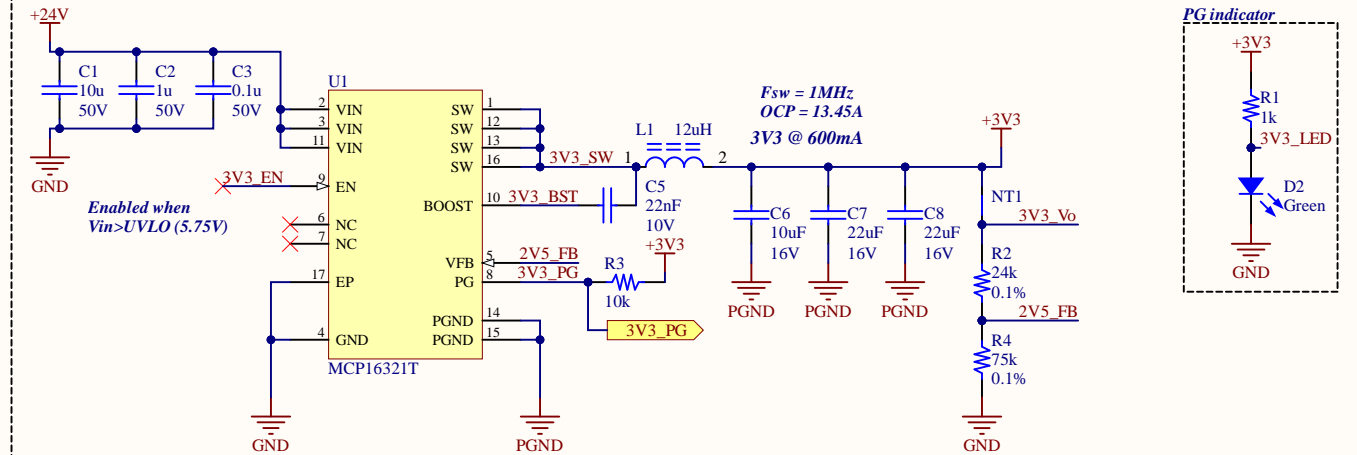 +24V
C1
10u
50V
C2
1u
50V
C3
0.1u
50V
GND
U1
2
VIN
3
VIN
11
VIN
3V3_EN
9
EN
Enabled when
Vin>UVLO (5.75V)
6
NC
7
NC
17
EP
4
GND
MCP16321T
GND
SW
1
SW
12
SW
13
SW
16
BOOST
10
VFB
5
PG
8
PGND
14
PGND
15
PGND
3V3_SW
3V3_BST
2V5_FB
3V3_PG
C5
22nF
10V
R3
10k
+3V3
3V3_PG
L1 12uH
1
2
Fsw = 1MHz
OCP = 13.45A
3V3 @ 600mA
C6
10uF
16V
PGND
C7
22uF
16V
PGND
C8
22uF
16V
PGND
+3V3
NT1
3V3_Vo
R2
24k
0.1%
2V5_FB
R4
75k
0.1%
GND
PG indicator
+3V3
R1
1k
3V3_LED
D2
Green
GND